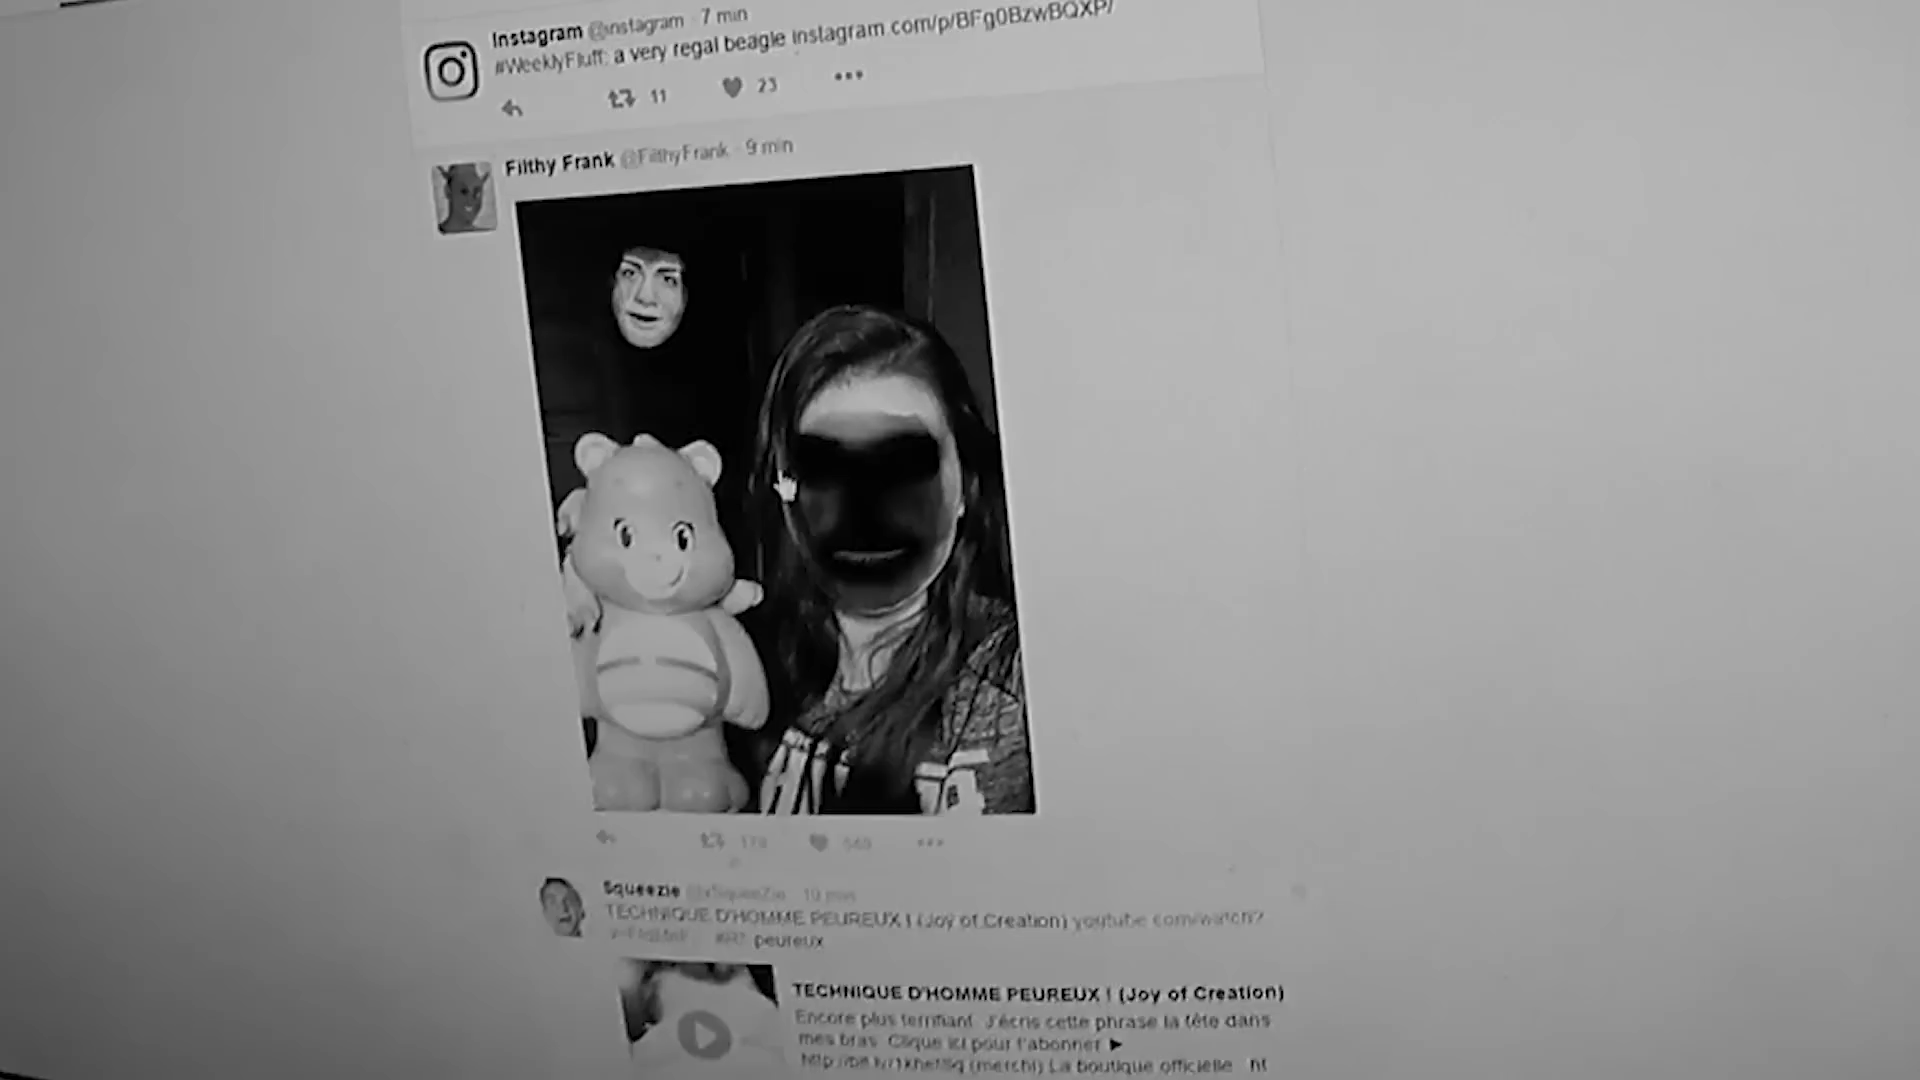 Instagram @instagram · 7 min
#WeeklyFluff: a very regal beagle instagram.com/p/BFg0BzwBQXP/
11 23
Filthy Frank @FilthyFrank · 9 min
Squeezie 10 min
TECHNIQUE D'HOMME PEUREUX ! (Joy of Creation) youtube.com/watch?
peureux
TECHNIQUE D'HOMME PEUREUX ! (Joy of Creation)
Encore plus terrifiant. J'écris cette phrase la tête dans
mes bras. Clique ici pour t'abonner ►
(merchi) La boutique officielle